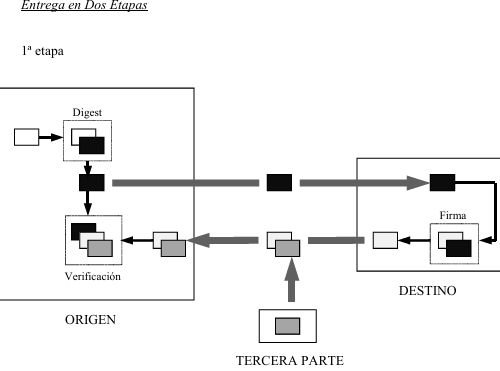 Entrega en Dos Etapas
1ª etapa
Digest
Firma
Verificación
DESTINO
ORIGEN
TERCERA PARTE